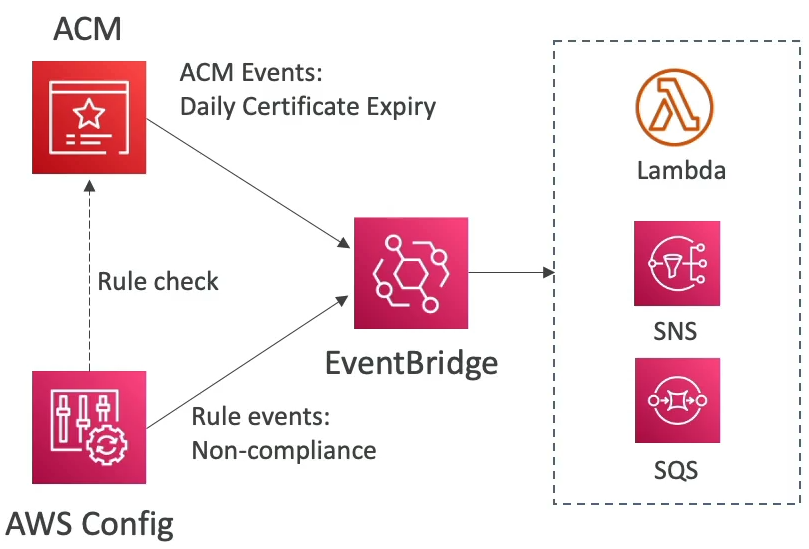 ACM
ACM Events:
Daily Certificate Expiry
Lambda
Rule check
SNS
EventBridge
Rule events:
Non-compliance
SQS
AWS Config